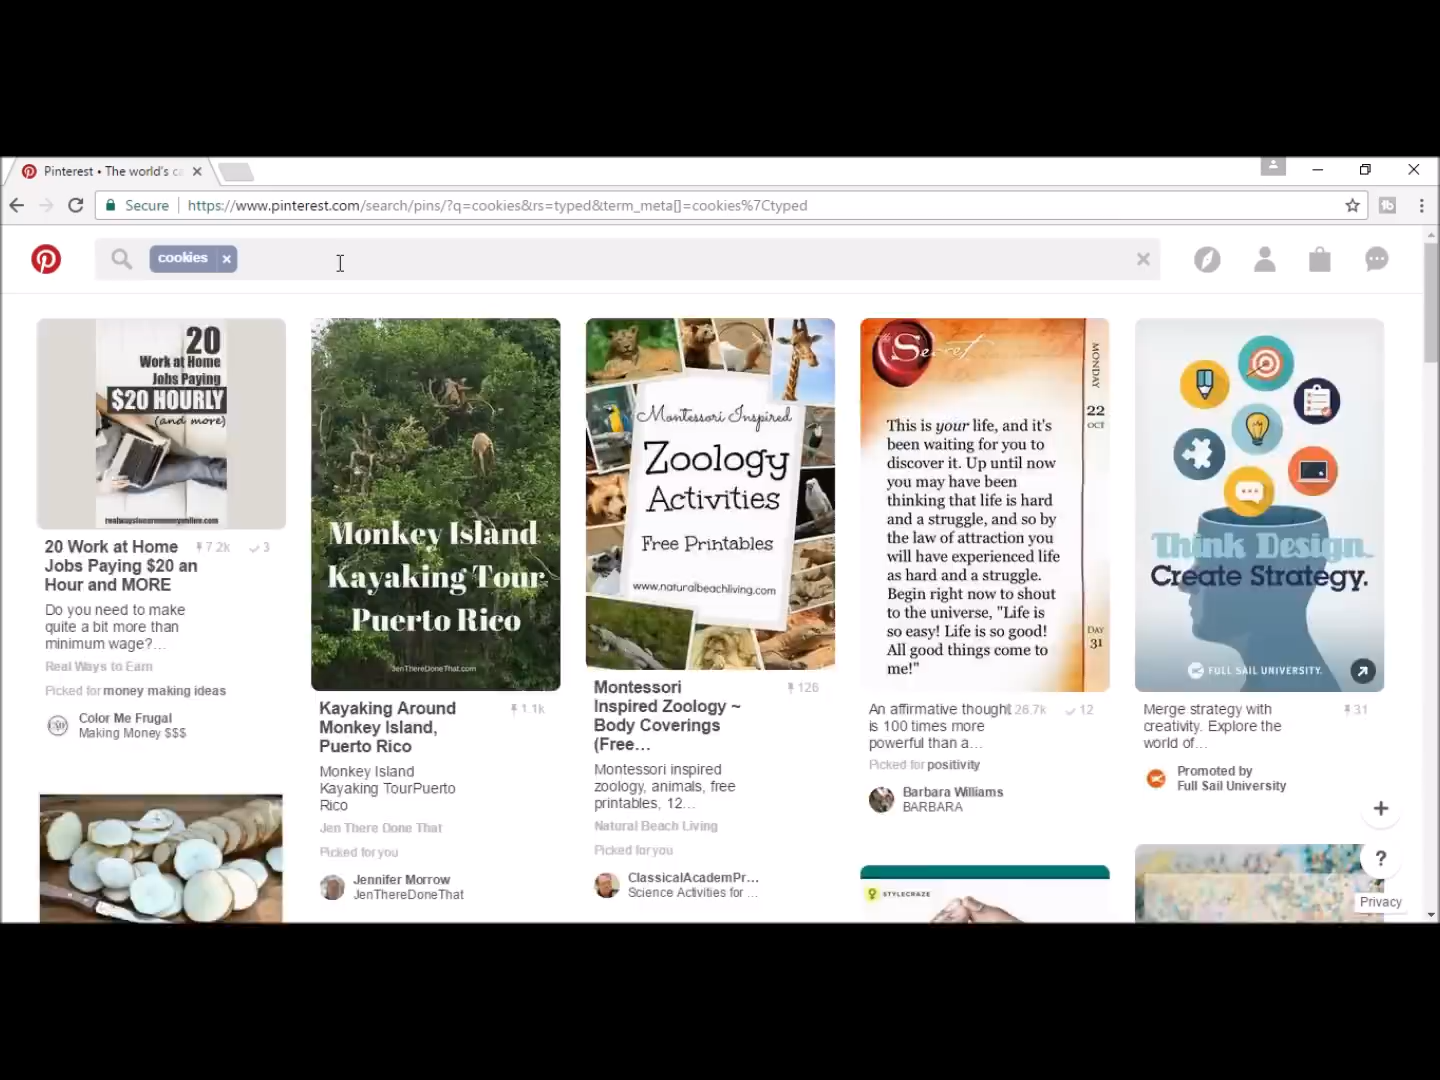 Pinterest • The world's ca
Secure
https://www.pinterest.com/search/pins/?q=cookies&rs=typed&term_meta[]=cookies%7Ctyped
cookies
20
Work at Home
Jobs Paying
$20 HOURLY
(and more)
20 Work at Home
Jobs Paying $20 an
Hour and MORE
7.2k
3
Do you need to make
quite a bit more than
minimum wage?...
Real Ways to Earn
Picked for money making ideas
Color Me Frugal
Making Money $$$
Monkey Island
Kayaking Tour
Puerto Rico
JenThereDoneThat.com
Kayaking Around
Monkey Island,
Puerto Rico
1.1k
Monkey Island
Kayaking TourPuerto
Rico
Jen There Done That
Picked for you
Jennifer Morrow
JenThereDoneThat
Montessori Inspired
Zoology
Activities
Free Printables
www.naturalbeachliving.com
Montessori
Inspired Zoology ~
Body Coverings
(Free...
126
Montessori inspired
zoology, animals, free
printables, 12...
Natural Beach Living
Picked for you
ClassicalAcademPr...
Science Activities for ...
Secret
MONDAY
22
OCT
This is your life, and it's
been waiting for you to
discover it. Up until now
you may have been
thinking that life is hard
and a struggle, and so by
the law of attraction you
will have experienced life
as hard and a struggle.
Begin right now to shout
to the universe, "Life is
so easy! Life is so good!
All good things come to
me!"
DAY
31
An affirmative thought
is 100 times more
powerful than a...
26.7k
12
Picked for positivity
Barbara Williams
BARBARA
STYLECRAZE
Think Design.
Create Strategy.
FULL SAIL UNIVERSITY.
Merge strategy with
creativity. Explore the
world of...
31
Promoted by
Full Sail University
+
?
Privacy